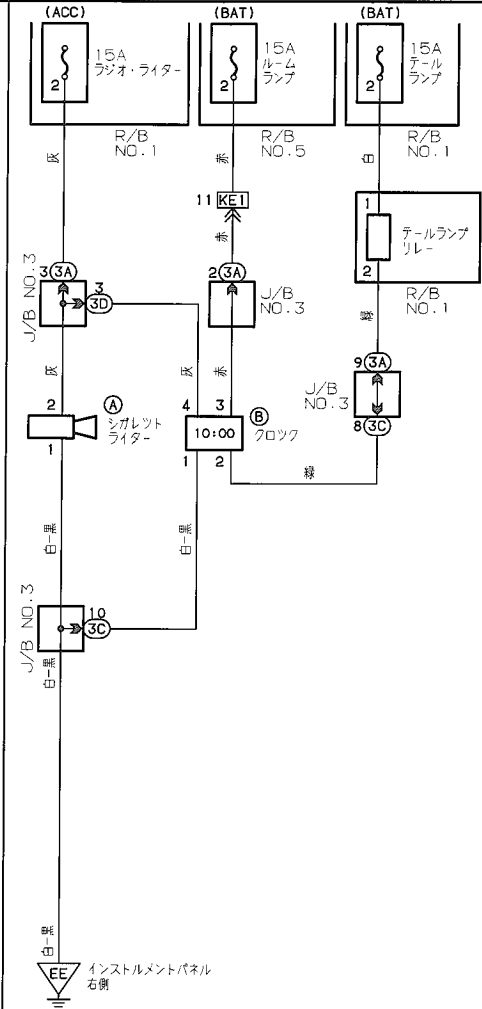 (ACC)
(BAT)
(BAT)
15A
ラジオ・ライター
2
15A
ルーム
ランプ
2
15A
テール
ランプ
2
R/B
NO.1
R/B
NO.5
R/B
NO.1
灰
赤
白
11 KE1
赤
1
テールランプ
リレー
2
R/B
NO.1
緑
J/B NO.3
3 3A
3
3D
2 3A
J/B
NO.3
9 3A
J/B
NO.3
8 3C
灰
灰
赤
2
A
シガレット
ライター
1
4
3
B
10:00
クロック
1
2
緑
白-黒
白-黒
J/B NO.3
10
3C
白-黒
白-黒
EE
インストルメントパネル
右側